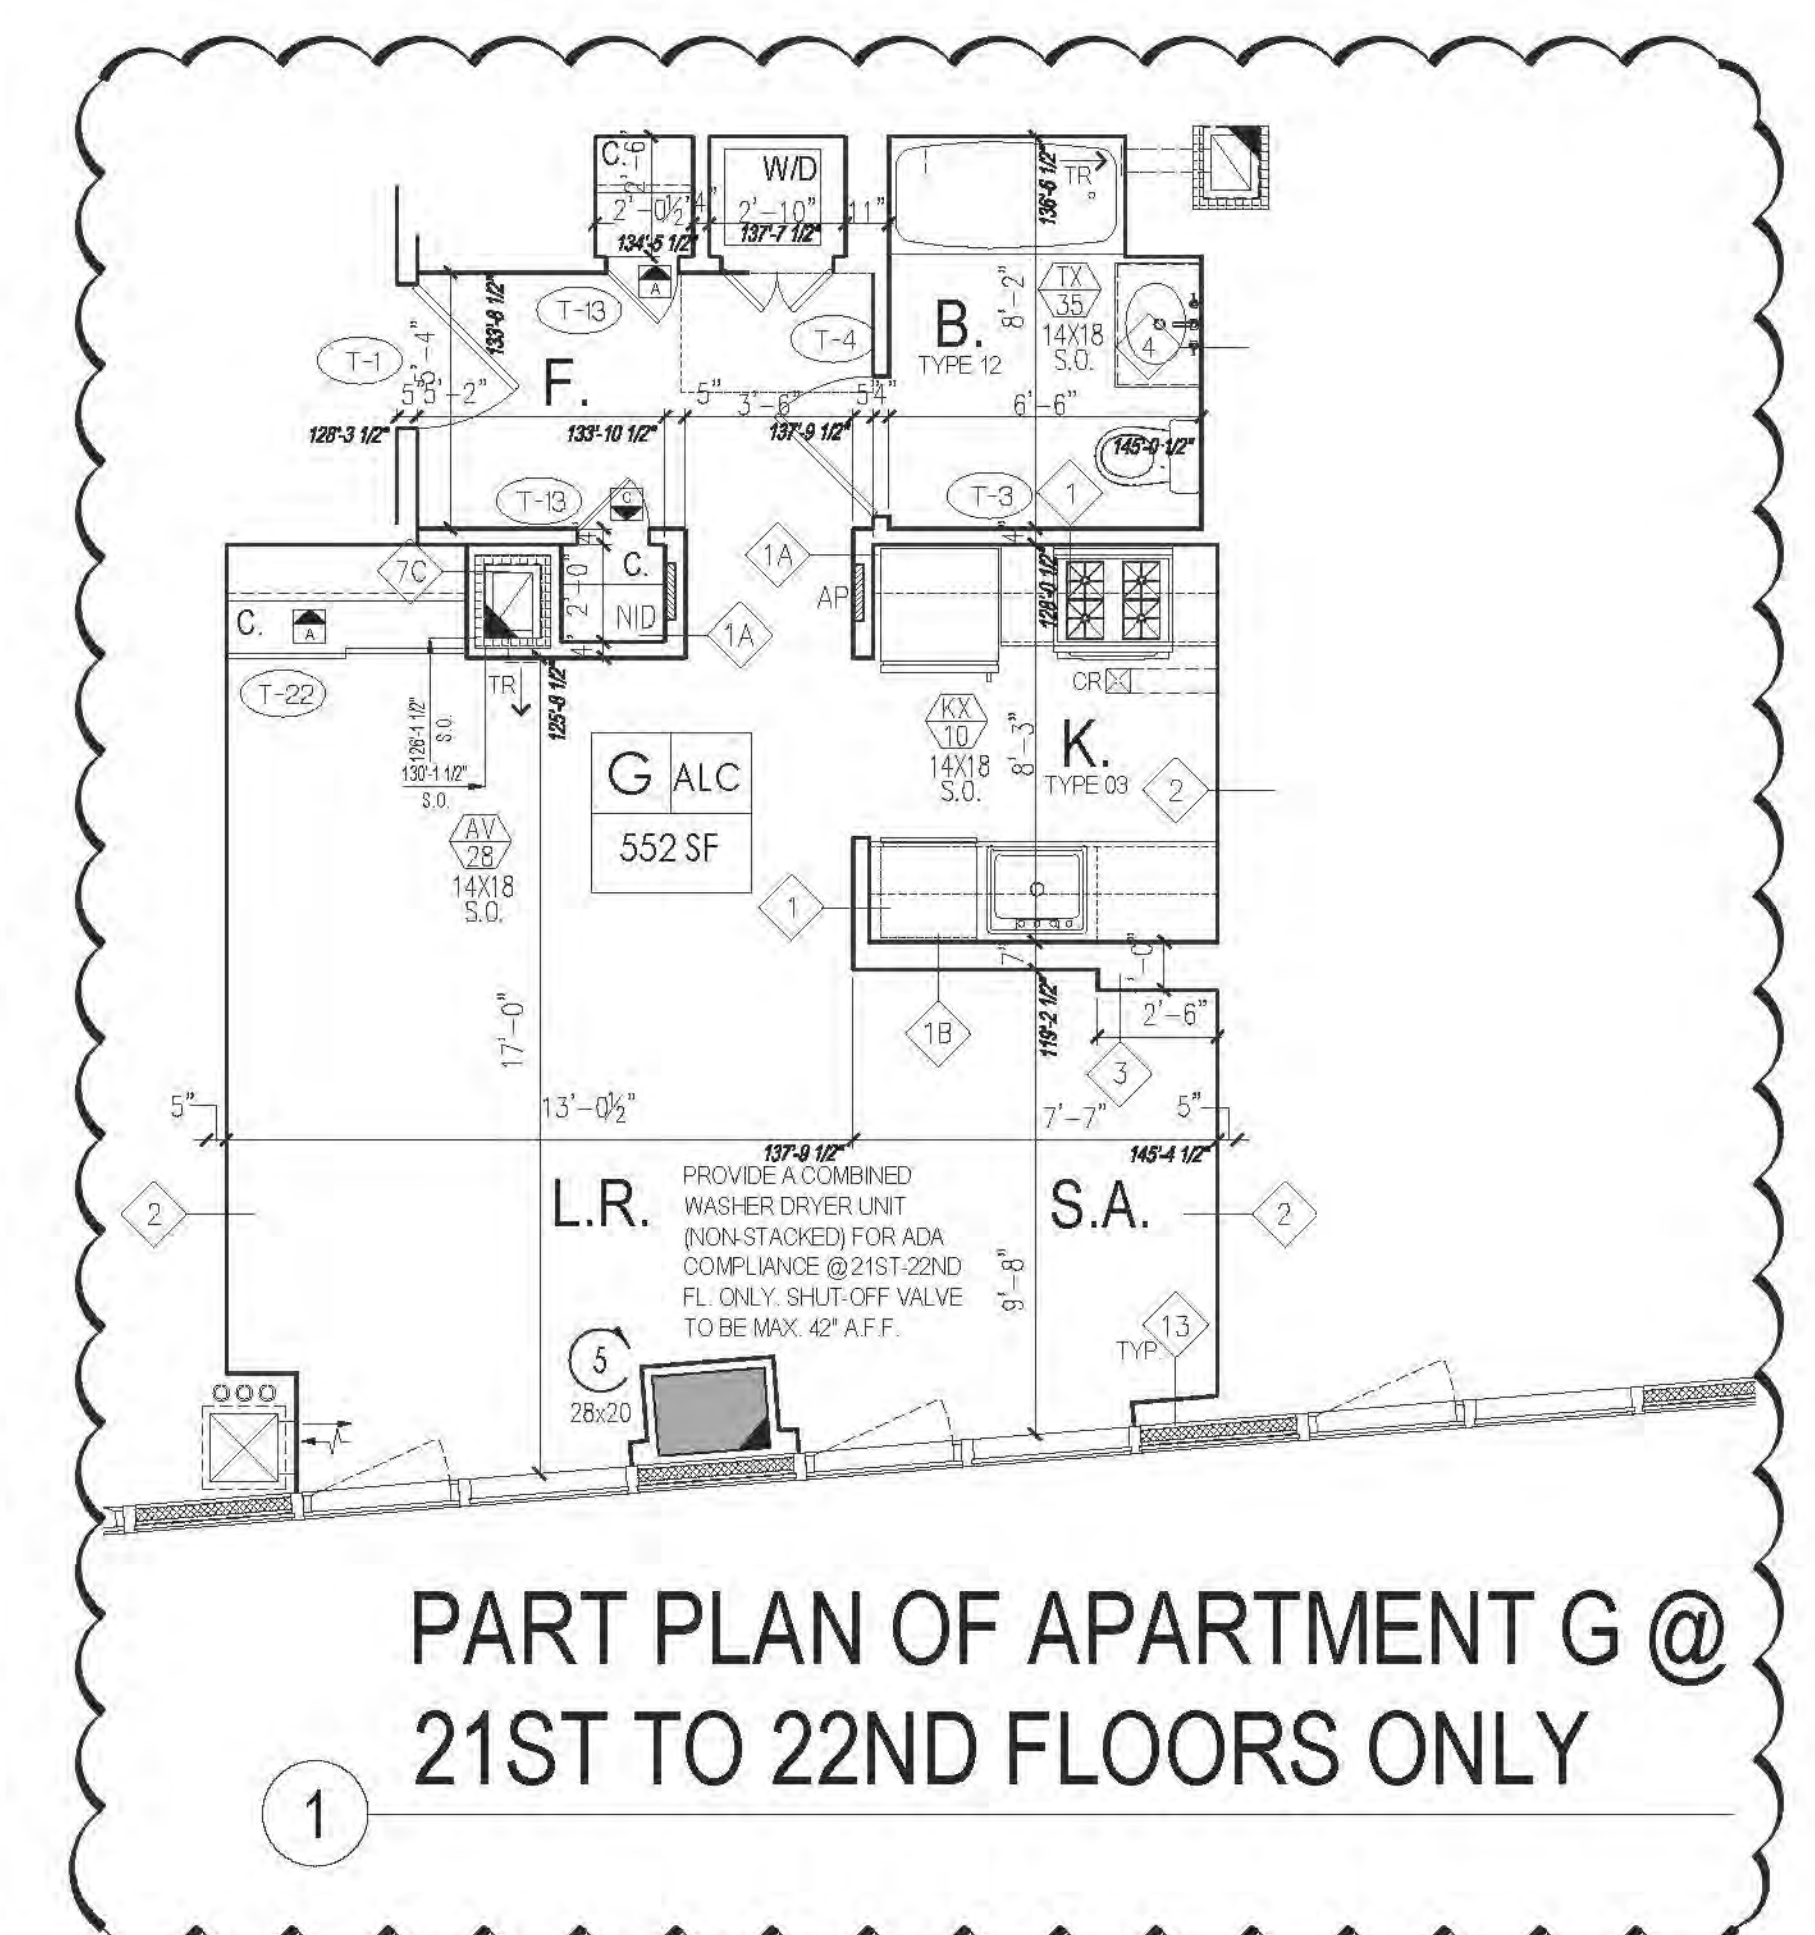 C.
2'-6"
W/D
2'-0½"
4"
2'-10"
11"
134'-5 1/2"
137'-7 1/2"
136'-6 1/2"
TR
A
T-13
133'-8 1/2"
5'-4"
T-1
T-4
F.
B.
TYPE 12
8'-2"
TX
35
14X18
S.O.
4
5"
5'-2"
5"
3'-6"
5"
4"
6'-6"
128'-3 1/2"
133'-10 1/2"
137'-9 1/2"
145'-0 1/2"
T-13
C
T-3
1
4"
4"
7C
C.
2'-0"
NID
4"
1A
1A
AP
128'-0 1/2"
C.
A
T-22
TR
125'-8 1/2"
CR
126'-1 1/2"
S.O.
130'-1 1/2"
S.O.
G
ALC
552 SF
KX
10
14X18
S.O.
8'-3"
K.
TYPE 03
2
AV
28
14X18
S.O.
1
7"
1'-0"
2'-6"
119'-2 1/2"
1B
3
17'-0"
5"
13'-0½"
7'-7"
5"
137'-9 1/2"
145'-4 1/2"
2
L.R.
S.A.
2
PROVIDE A COMBINED
WASHER DRYER UNIT
(NON-STACKED) FOR ADA
COMPLIANCE @21ST-22ND
FL. ONLY. SHUT-OFF VALVE
TO BE MAX. 42" A.F.F.
9'-8"
13
TYP.
5
28x20
PART PLAN OF APARTMENT G @
21ST TO 22ND FLOORS ONLY
1